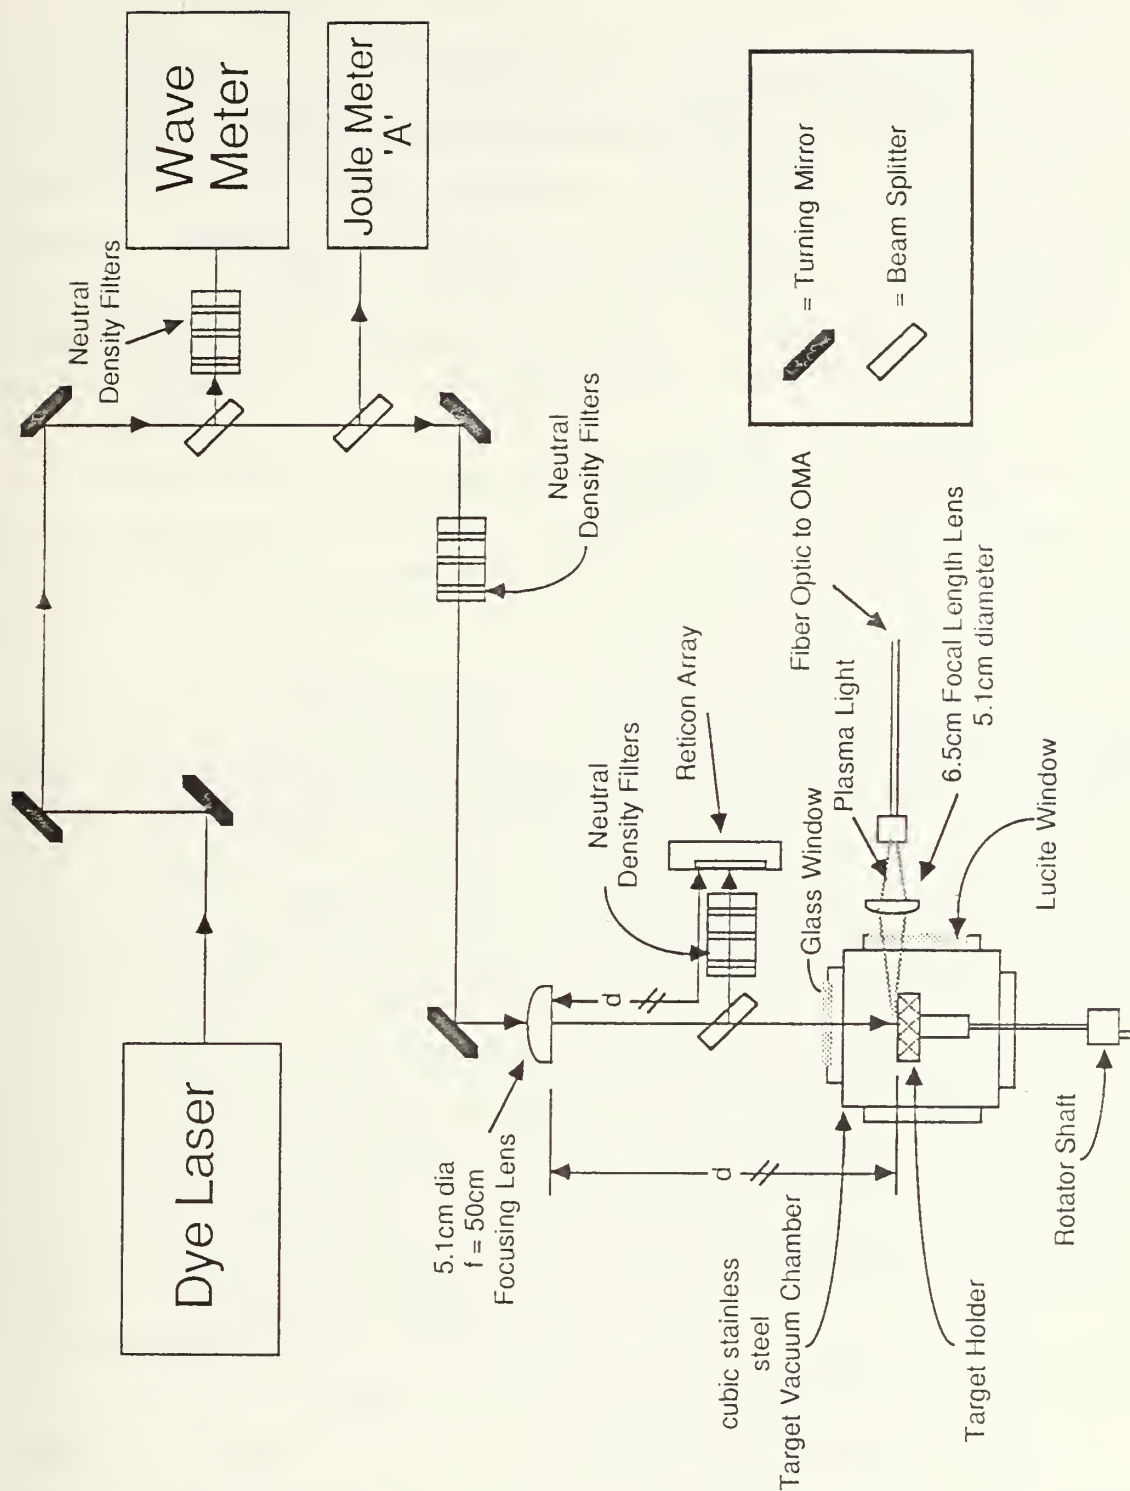 Dye Laser
Wave
Meter
Joule Meter
'A'
Neutral
Density Filters
Neutral
Density Filters
5.1cm dia
f = 50cm
Focusing Lens
d
d
Neutral
Density Filters
Reticon Array
= Turning Mirror
= Beam Splitter
Fiber Optic to OMA
Plasma Light
6.5cm Focal Length Lens
5.1cm diameter
Glass Window
Lucite Window
cubic stainless
steel
Target Vacuum Chamber
Target Holder
Rotator Shaft